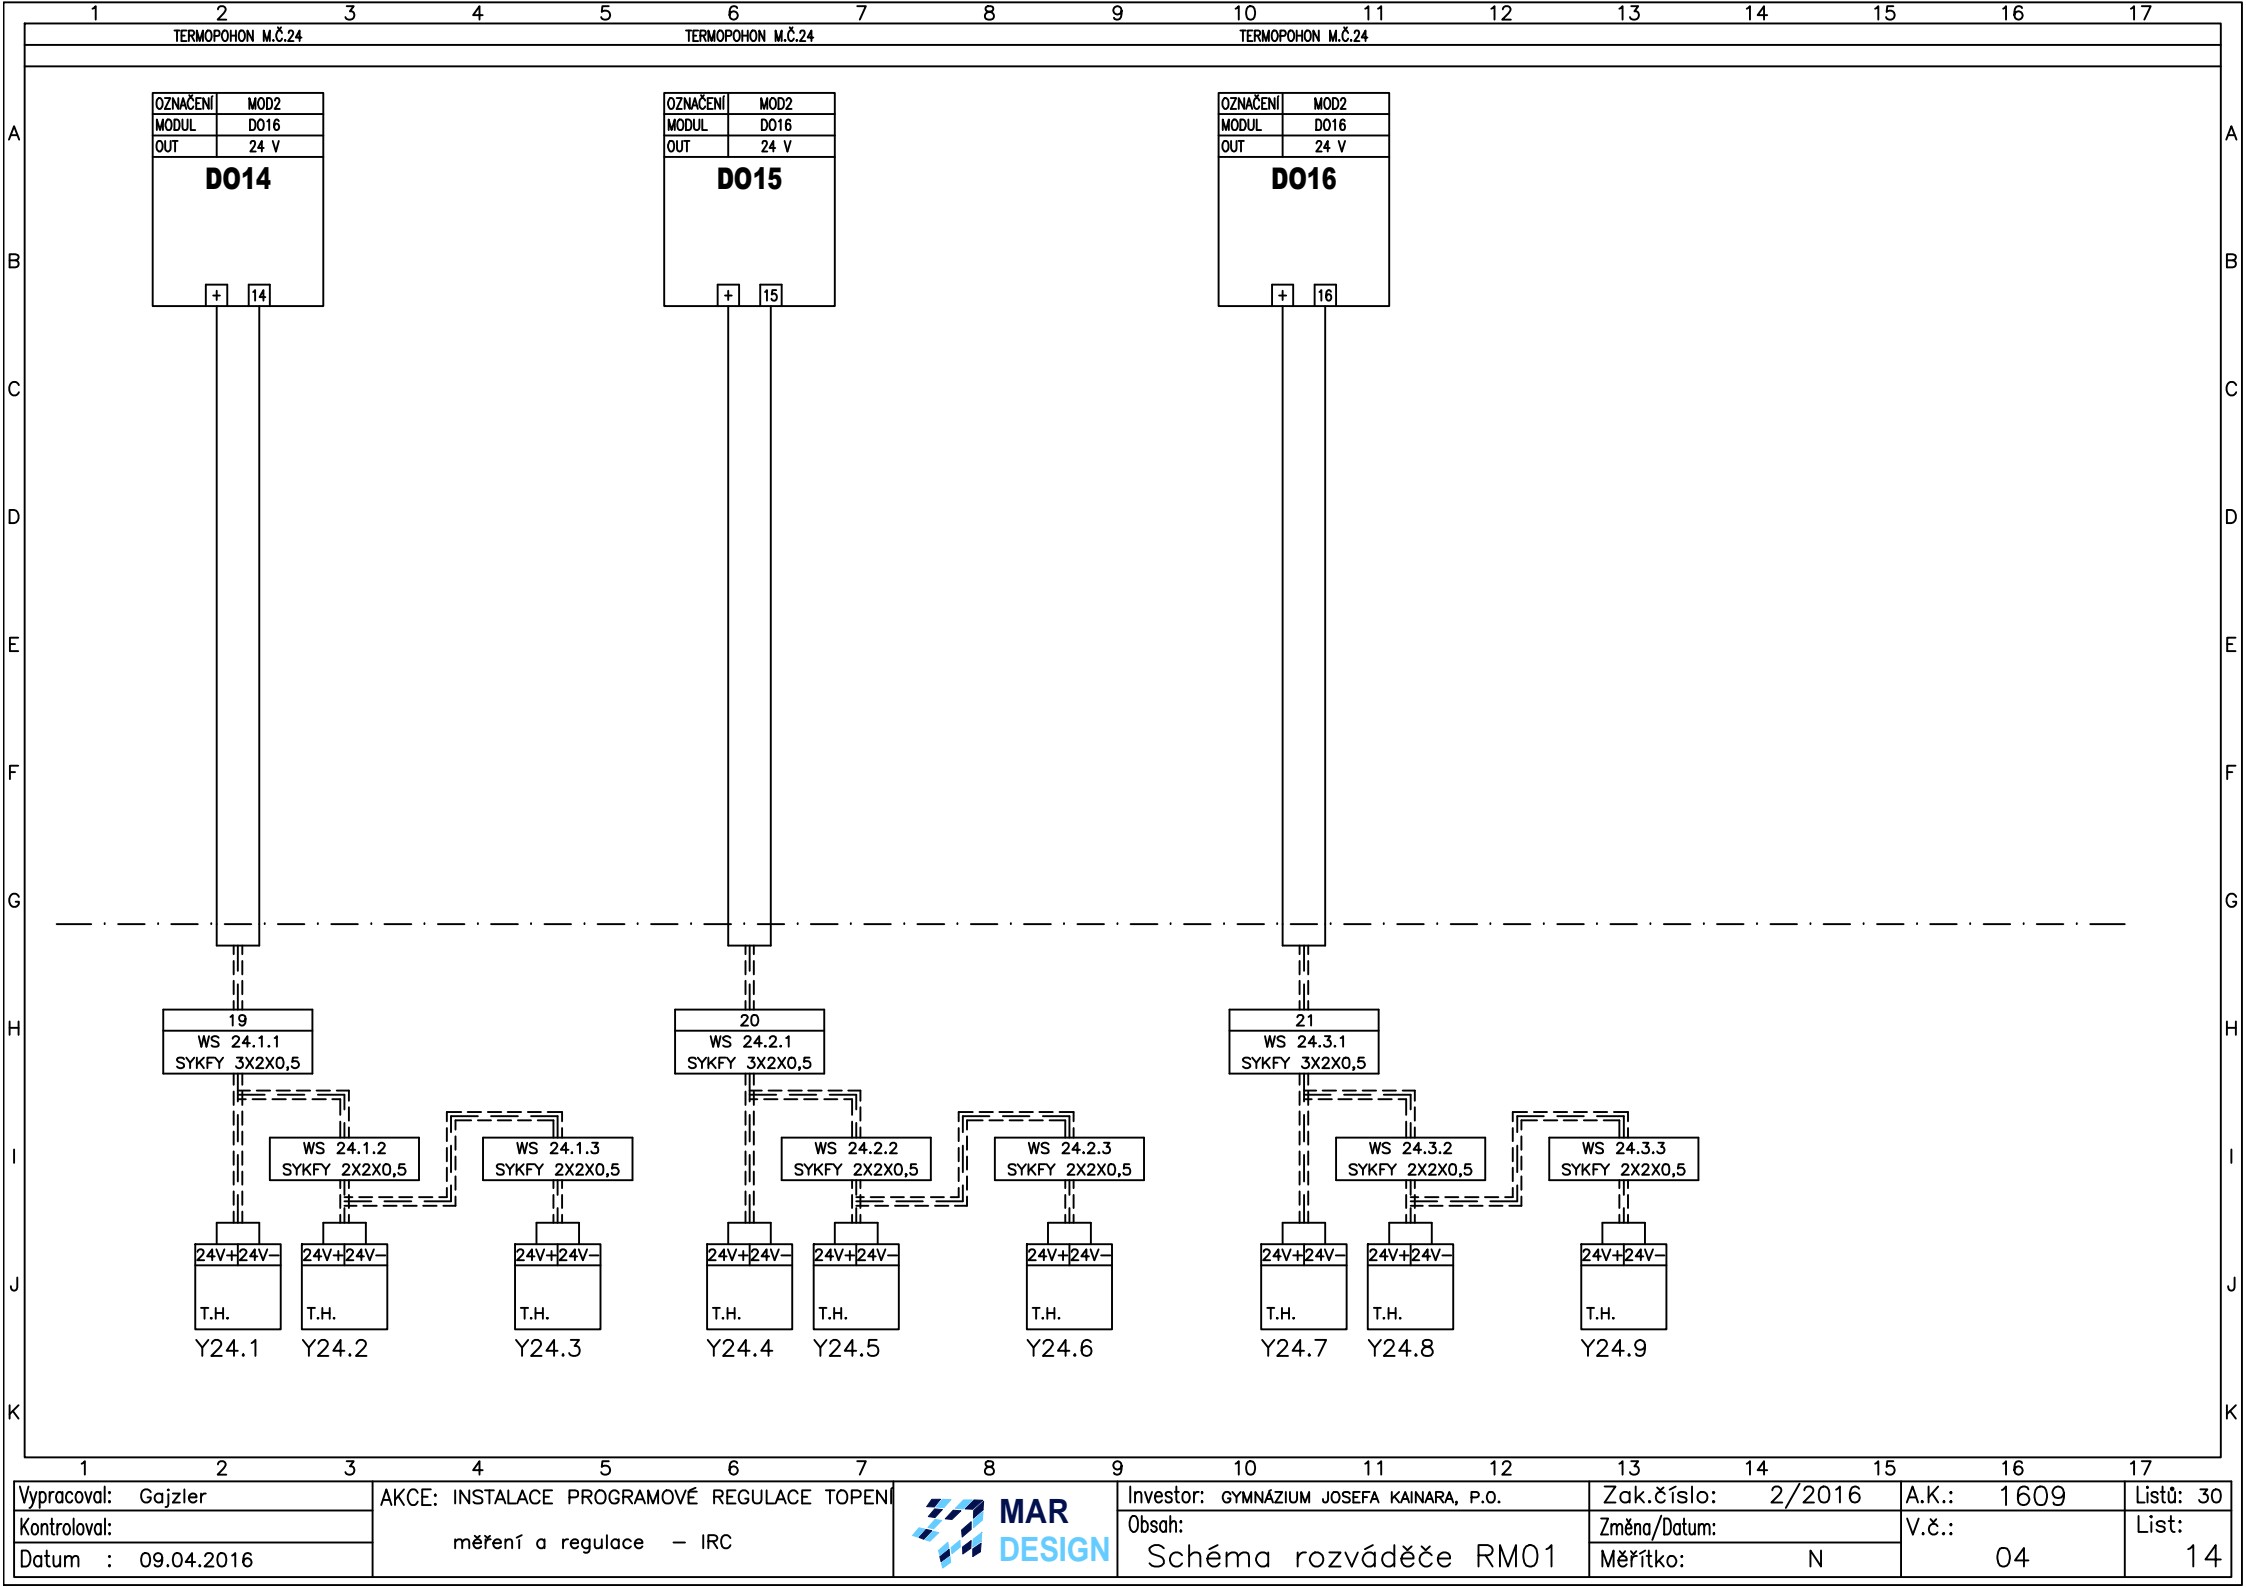 1 2 3 4 5 6 7 8 9 10 11 12 13 14 15 16 17
TERMOPOHON M.Č.24 TERMOPOHON M.Č.24 TERMOPOHON M.Č.24
OZNAČENÍ MOD2 OZNAČENÍ MOD2 OZNAČENÍ MOD2
A MODUL DO16 MODUL DO16 MODUL DO16 A
OUT 24 V OUT 24 V OUT 24 V
DO14 DO15 DO16
B B
+ 14 + 15 + 16
C C
D D
E E
F F
G G
19 20 21
H H
WS 24.1.1 WS 24.2.1 WS 24.3.1
SYKFY 3X2X0,5 SYKFY 3X2X0,5 SYKFY 3X2X0,5
WS 24.1.2 WS 24.1.3 WS 24.2.2 WS 24.2.3 WS 24.3.2 WS 24.3.3
I I
SYKFY 2X2X0,5 SYKFY 2X2X0,5 SYKFY 2X2X0,5 SYKFY 2X2X0,5 SYKFY 2X2X0,5 SYKFY 2X2X0,5
24V+ 24V- 24V+ 24V- 24V+ 24V- 24V+ 24V- 24V+ 24V- 24V+ 24V- 24V+ 24V- 24V+ 24V- 24V+ 24V-
J J
T.H. T.H. T.H. T.H. T.H. T.H. T.H. T.H. T.H.
Y24.1 Y24.2 Y24.3 Y24.4 Y24.5 Y24.6 Y24.7 Y24.8 Y24.9
K K
1 2 3 4 5 6 7 8 9 10 11 12 13 14 15 16 17
Vypracoval: Gajzler
Kontroloval:
Datum : 09.04.2016
AKCE: INSTALACE PROGRAMOVÉ REGULACE TOPENÍ
měření a regulace – IRC
MAR
DESIGN
Investor: GYMNÁZIUM JOSEFA KAINARA, P.O.
Obsah:
Schéma rozváděče RM01
Zak.číslo: 2/2016
Změna/Datum:
Měřítko: N
A.K.: 1609
V.č.:
04
Listů: 30
List:
14